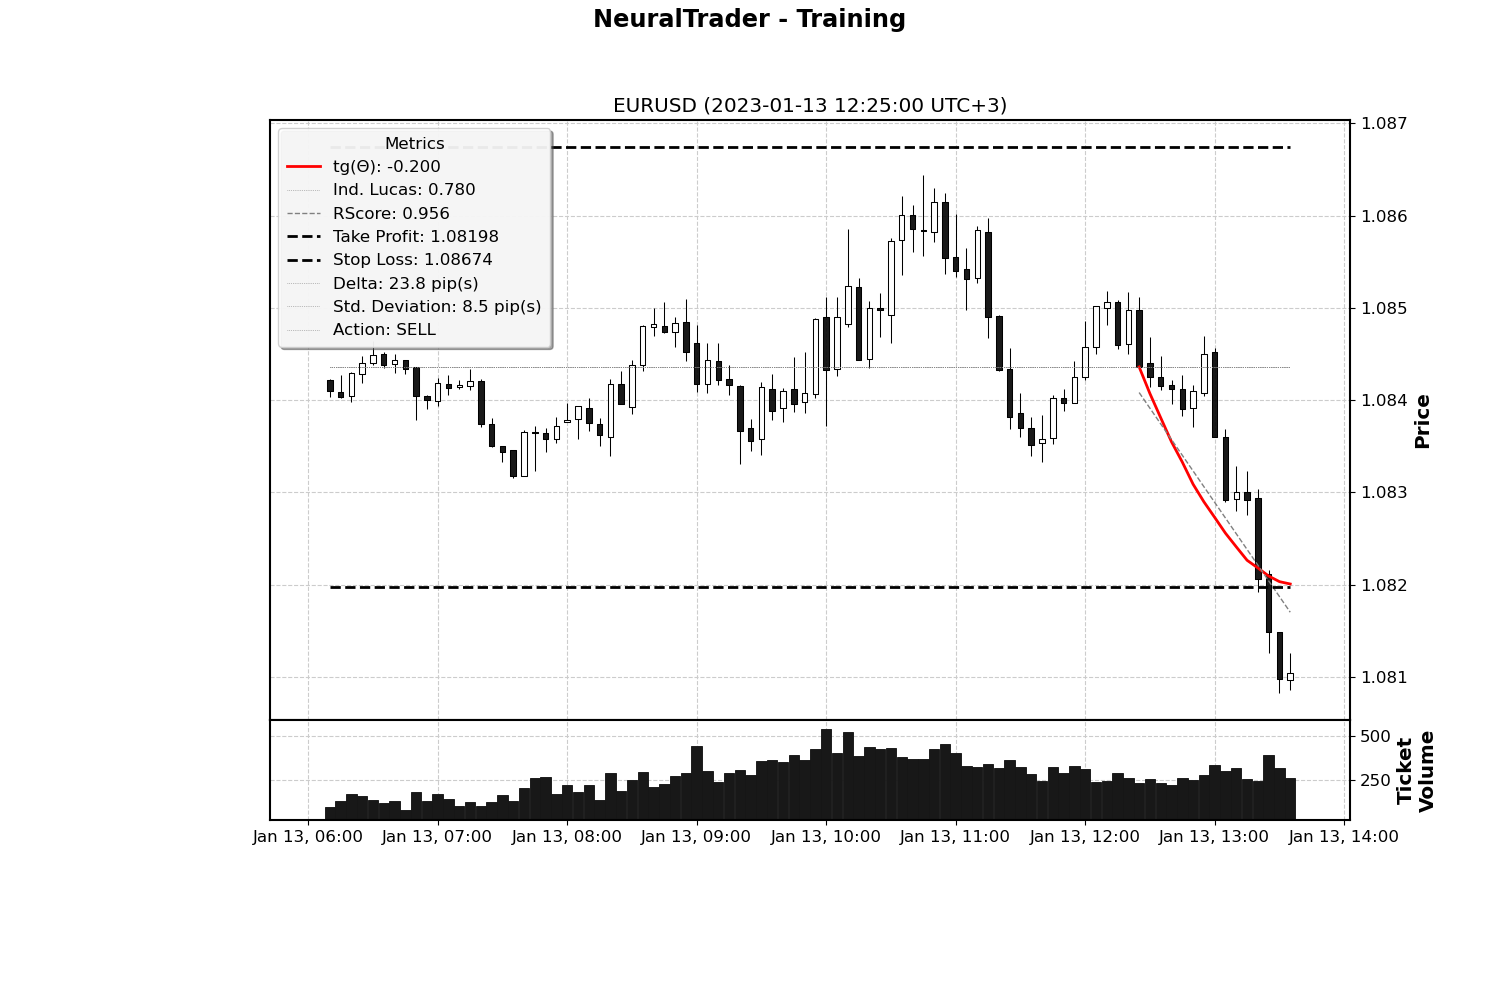 NeuralTrader - Training
EURUSD (2023-01-13 12:25:00 UTC+3)
Metrics
tg(Θ): -0.200
Ind. Lucas: 0.780
RScore: 0.956
Take Profit: 1.08198
Stop Loss: 1.08674
Delta: 23.8 pip(s)
Std. Deviation: 8.5 pip(s)
Action: SELL
1.087
1.086
1.085
1.084
1.083
1.082
1.081
Price
500
250
Ticket
Volume
Jan 13, 06:00
Jan 13, 07:00
Jan 13, 08:00
Jan 13, 09:00
Jan 13, 10:00
Jan 13, 11:00
Jan 13, 12:00
Jan 13, 13:00
Jan 13, 14:00